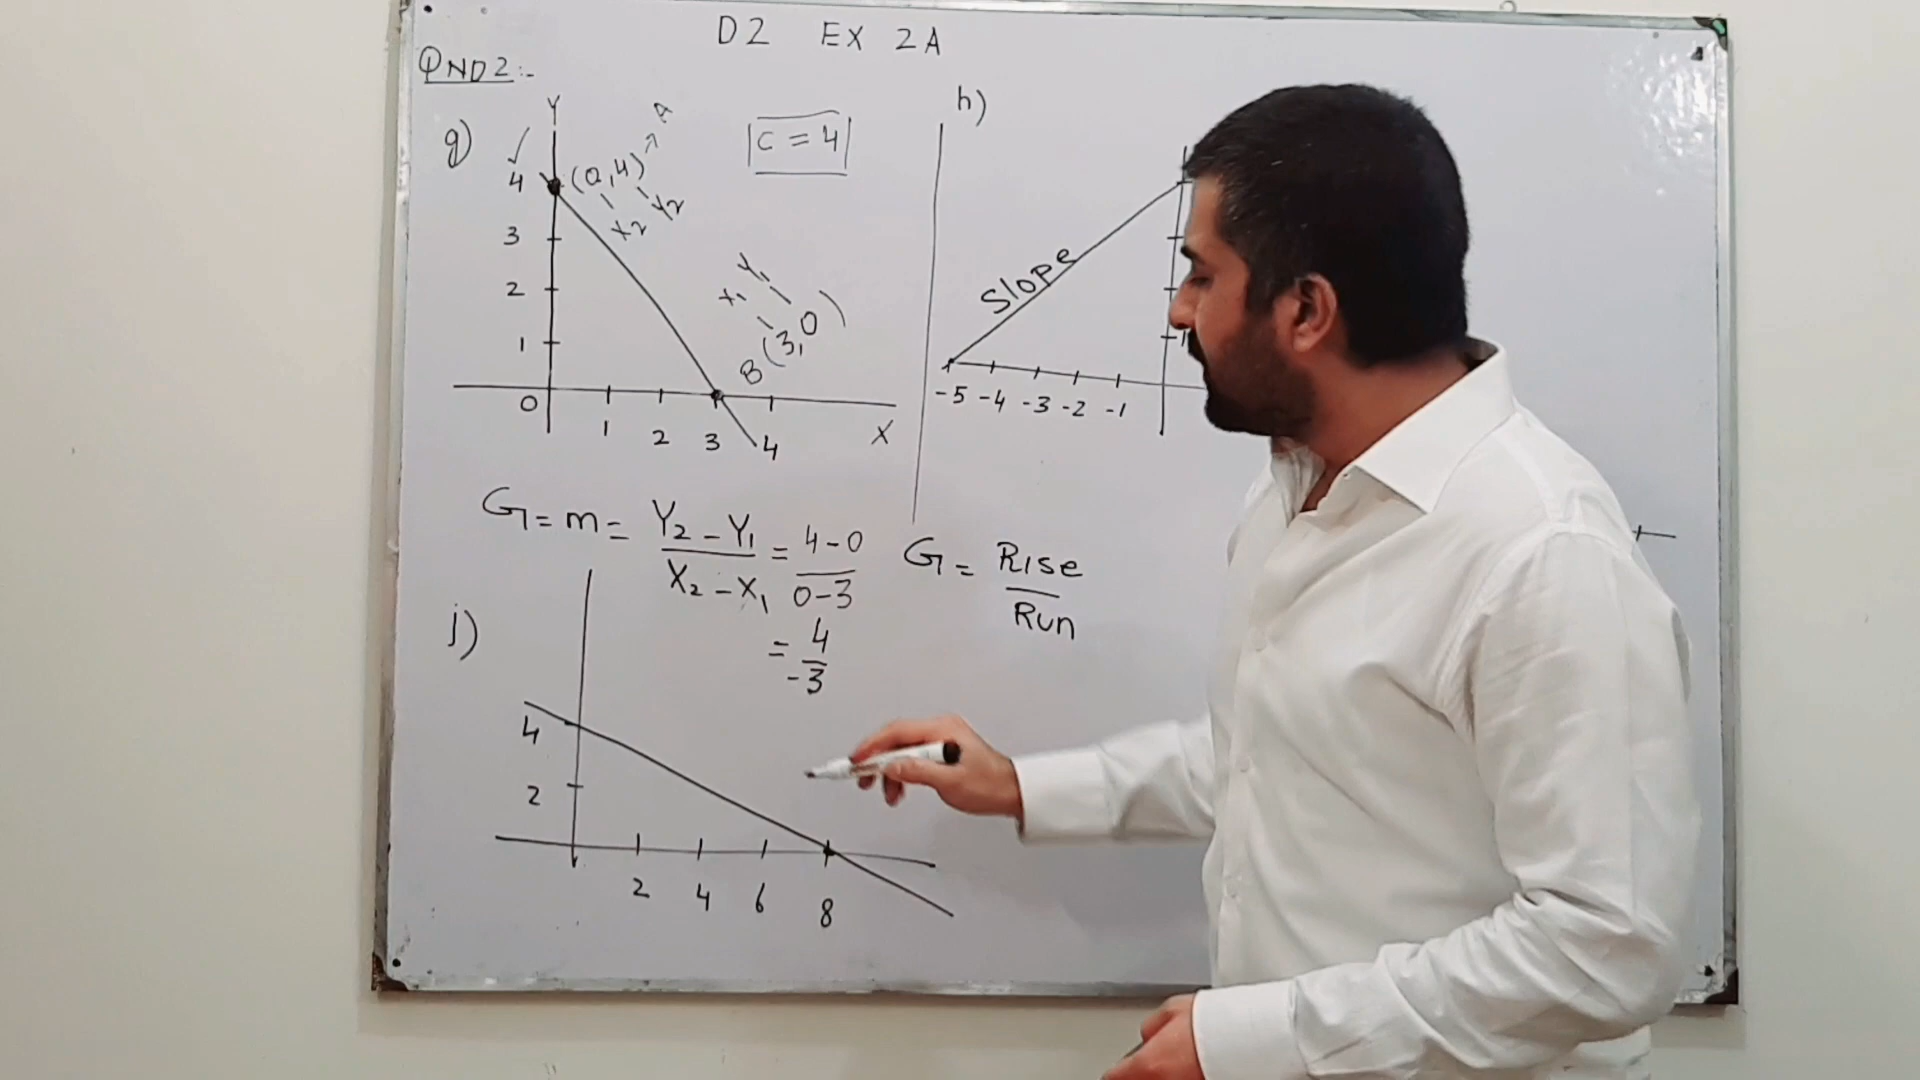 D2 EX 2A
QNO2:-
g)
Y
4
3
2
1
0
1
2
3
4
X
(0,4) → A
X2
Y2
C = 4
Y1
X1
B (3,0)
G = m = Y2 - Y1 / X2 - X1 = 4-0 / 0-3
= 4 / -3
h)
Slope
-5 -4 -3 -2 -1
1
G = Rise / Run
j)
4
2
2 4 6 8